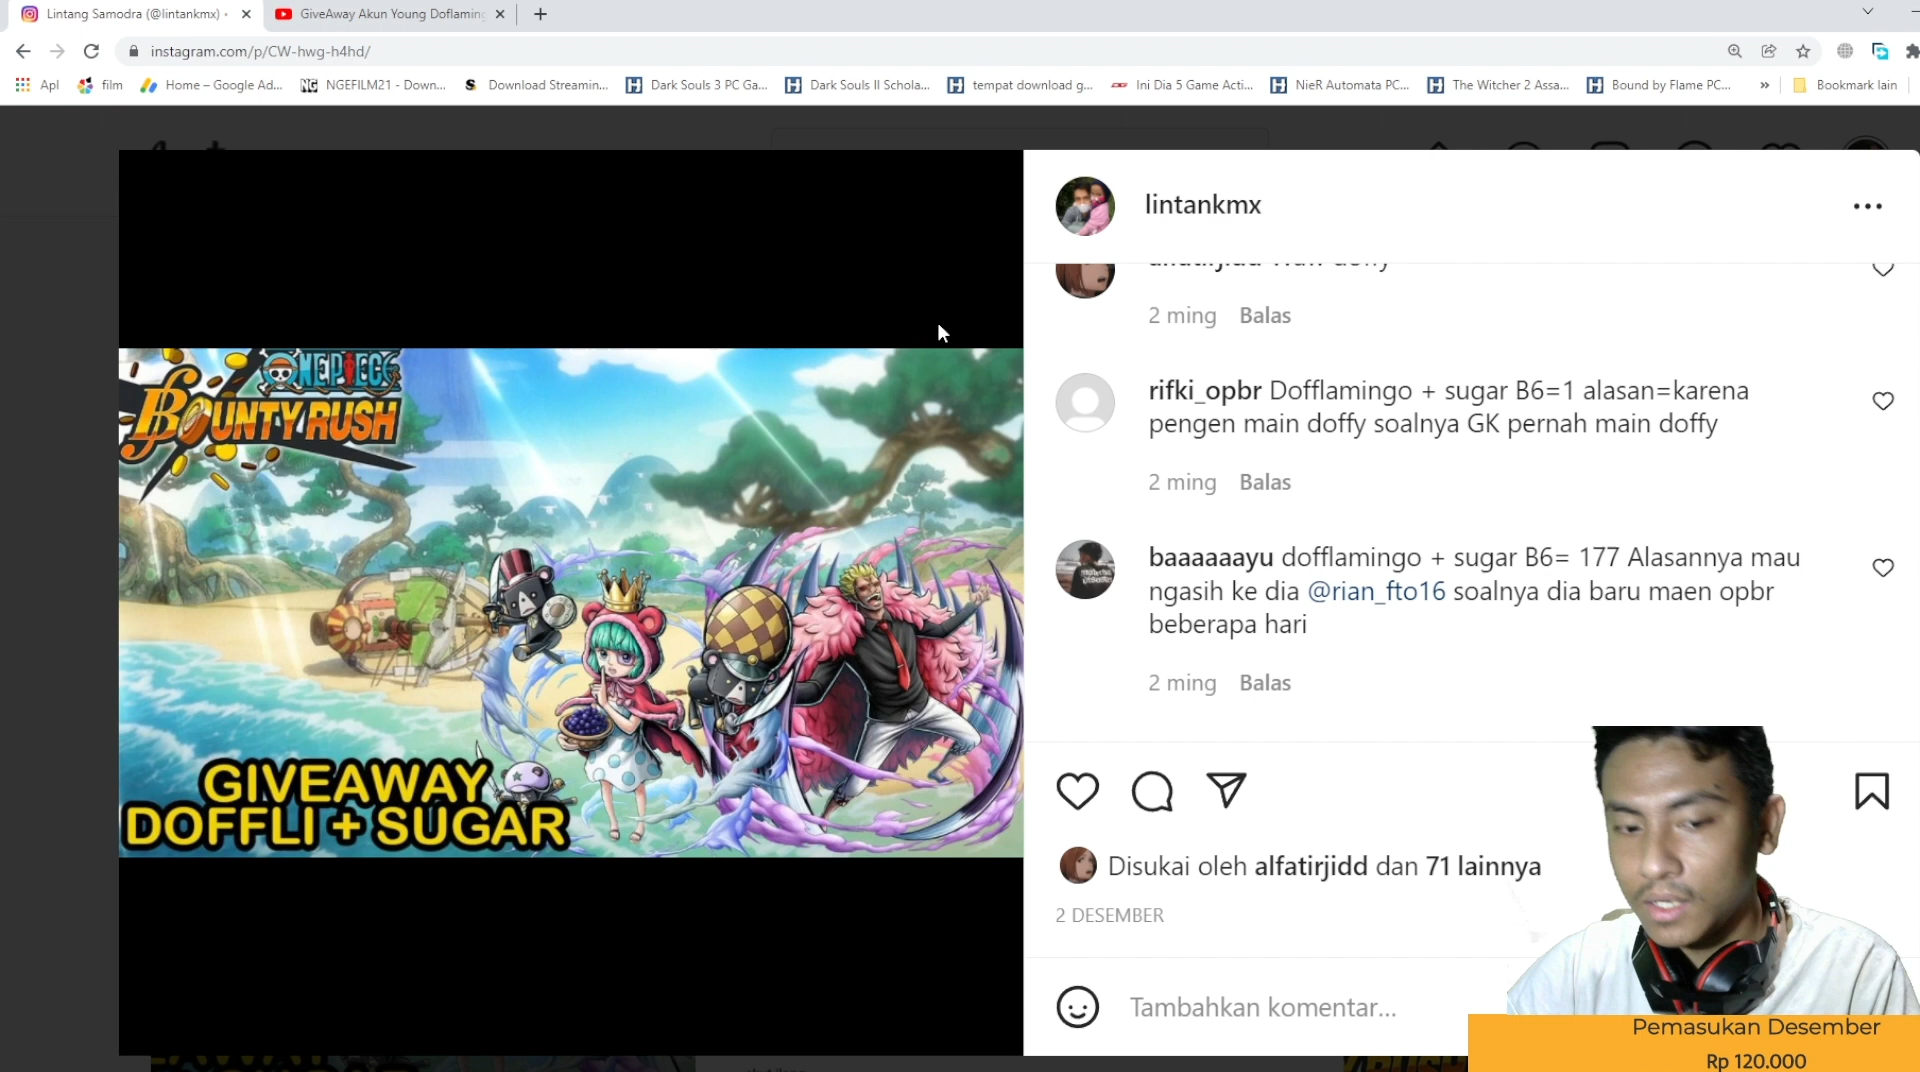 Lintang Samodra (@lintankmx) •
GiveAway Akun Young Doflaming
instagram.com/p/CW-hwg-h4hd/
Apl
film
Home – Google Ad...
NG
NGEFILM21 - Down...
S
Download Streamin...
H
Dark Souls 3 PC Ga...
H
Dark Souls II Schola...
H
tempat download g...
Ini Dia 5 Game Acti...
H
NieR Automata PC...
H
The Witcher 2 Assa...
H
Bound by Flame PC...
»
Bookmark lain
ONE PIECE
BOUNTY RUSH
GIVEAWAY
DOFFLI + SUGAR
lintankmx
2 ming Balas
rifki_opbr Dofflamingo + sugar B6=1 alasan=karena
pengen main doffy soalnya GK pernah main doffy
2 ming Balas
baaaaaayu dofflamingo + sugar B6= 177 Alasannya mau
ngasih ke dia @rian_fto16 soalnya dia baru maen opbr
beberapa hari
2 ming Balas
Disukai oleh alfatirjidd dan 71 lainnya
2 DESEMBER
Tambahkan komentar...
Pemasukan Desember
Rp 120.000